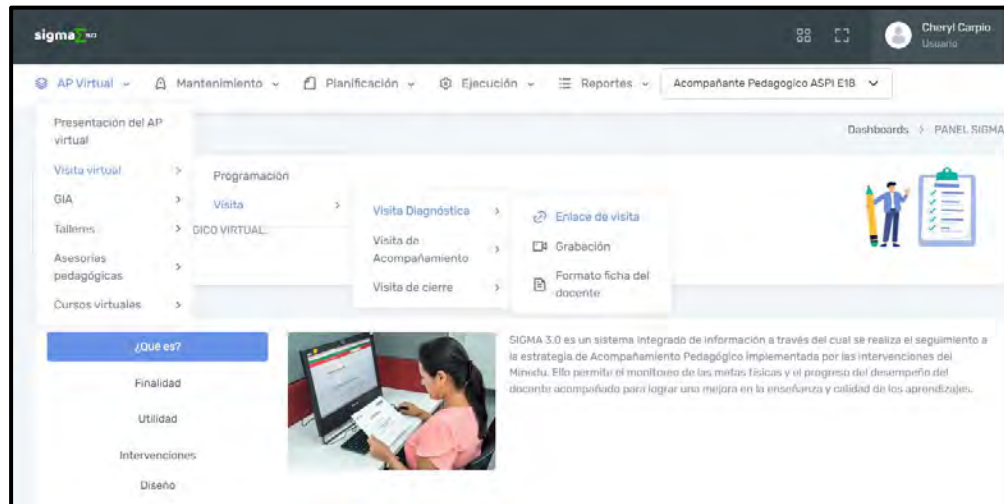 sigma 3.0
Cheryl Carpio
Usuario
AP Virtual
Mantenimiento
Planificación
Ejecución
Reportes
Acompañante Pedagogico ASPI E18
Dashboards > PANEL SIGMA
Presentación del AP
virtual
Visita virtual
GIA
Talleres
Asesorías
pedagógicas
Cursos virtuales
Programación
Visita
GICO VIRTUAL.
Visita Diagnóstica
Visita de
Acompañamiento
Visita de cierre
Enlace de visita
Grabación
Formato ficha del
docente
¿Qué es?
Finalidad
Utilidad
Intervenciones
Diseño
SIGMA 3.0 es un sistema integrado de información a través del cual se realiza el seguimiento a
la estrategia de Acompañamiento Pedagógico implementada por las intervenciones del
Minedu. Ello permite el monitoreo de las metas físicas y el progreso del desempeño del
docente acompañado para lograr una mejora en la enseñanza y calidad de los aprendizajes.